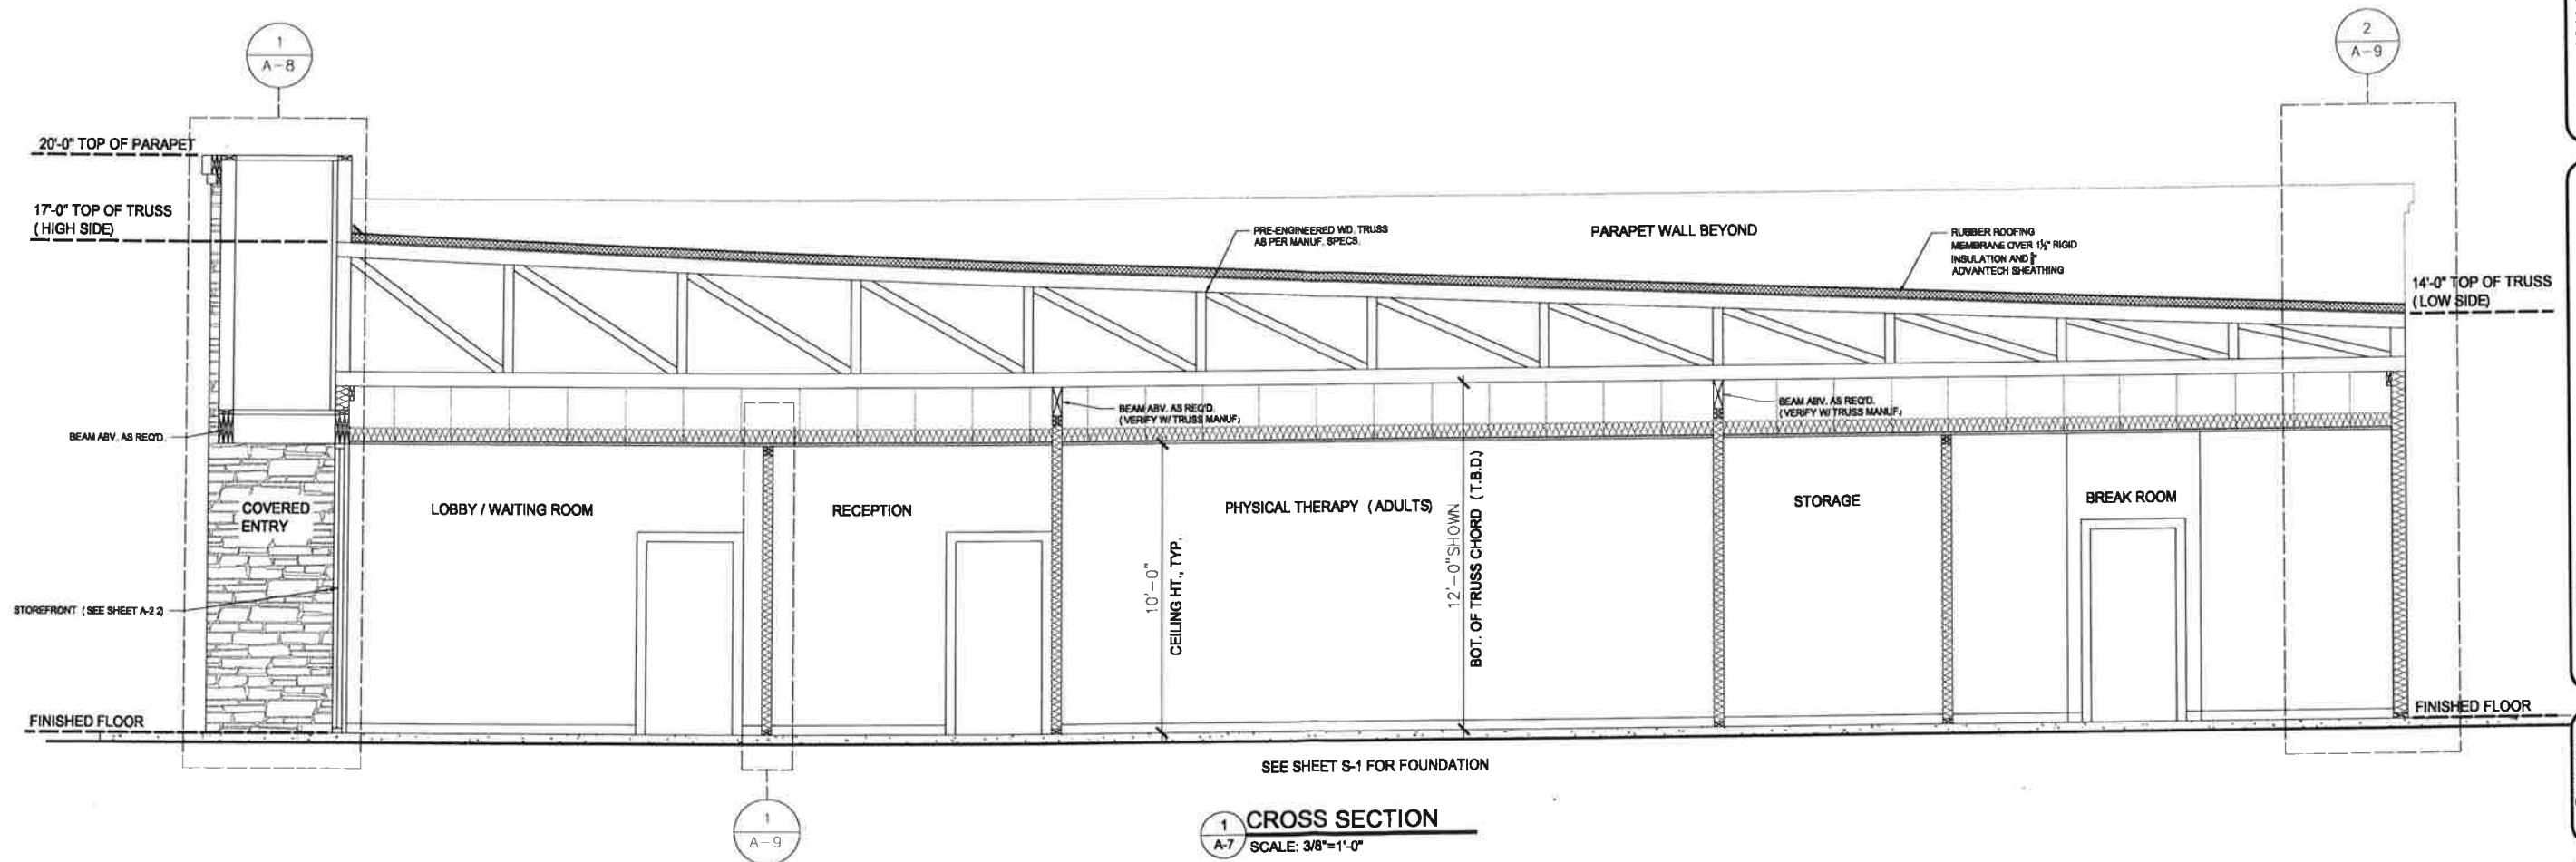 1
A-8
2
A-9
20'-0" TOP OF PARAPET
17'-0" TOP OF TRUSS
( HIGH SIDE)
PRE-ENGINEERED WD. TRUSS
AS PER MANUF. SPECS.
PARAPET WALL BEYOND
RUBBER ROOFING
MEMBRANE OVER 1½" RIGID
INSULATION AND
ADVANTECH SHEATHING
14'-0" TOP OF TRUSS
( LOW SIDE)
BEAM ABV. AS REQ'D.
BEAM ABV. AS REQ'D.
( VERIFY W/ TRUSS MANUF.)
BEAM ABV. AS REQ'D.
( VERIFY W/ TRUSS MANUF.)
COVERED
ENTRY
LOBBY / WAITING ROOM
RECEPTION
PHYSICAL THERAPY ( ADULTS)
STORAGE
BREAK ROOM
10'-0"
CEILING HT., TYP.
12'-0" SHOWN
BOT. OF TRUSS CHORD ( T.B.D.)
STOREFRONT ( SEE SHEET A-2.2)
FINISHED FLOOR
FINISHED FLOOR
SEE SHEET S-1 FOR FOUNDATION
1
A-9
1
A-7
CROSS SECTION
SCALE: 3/8"=1'-0"